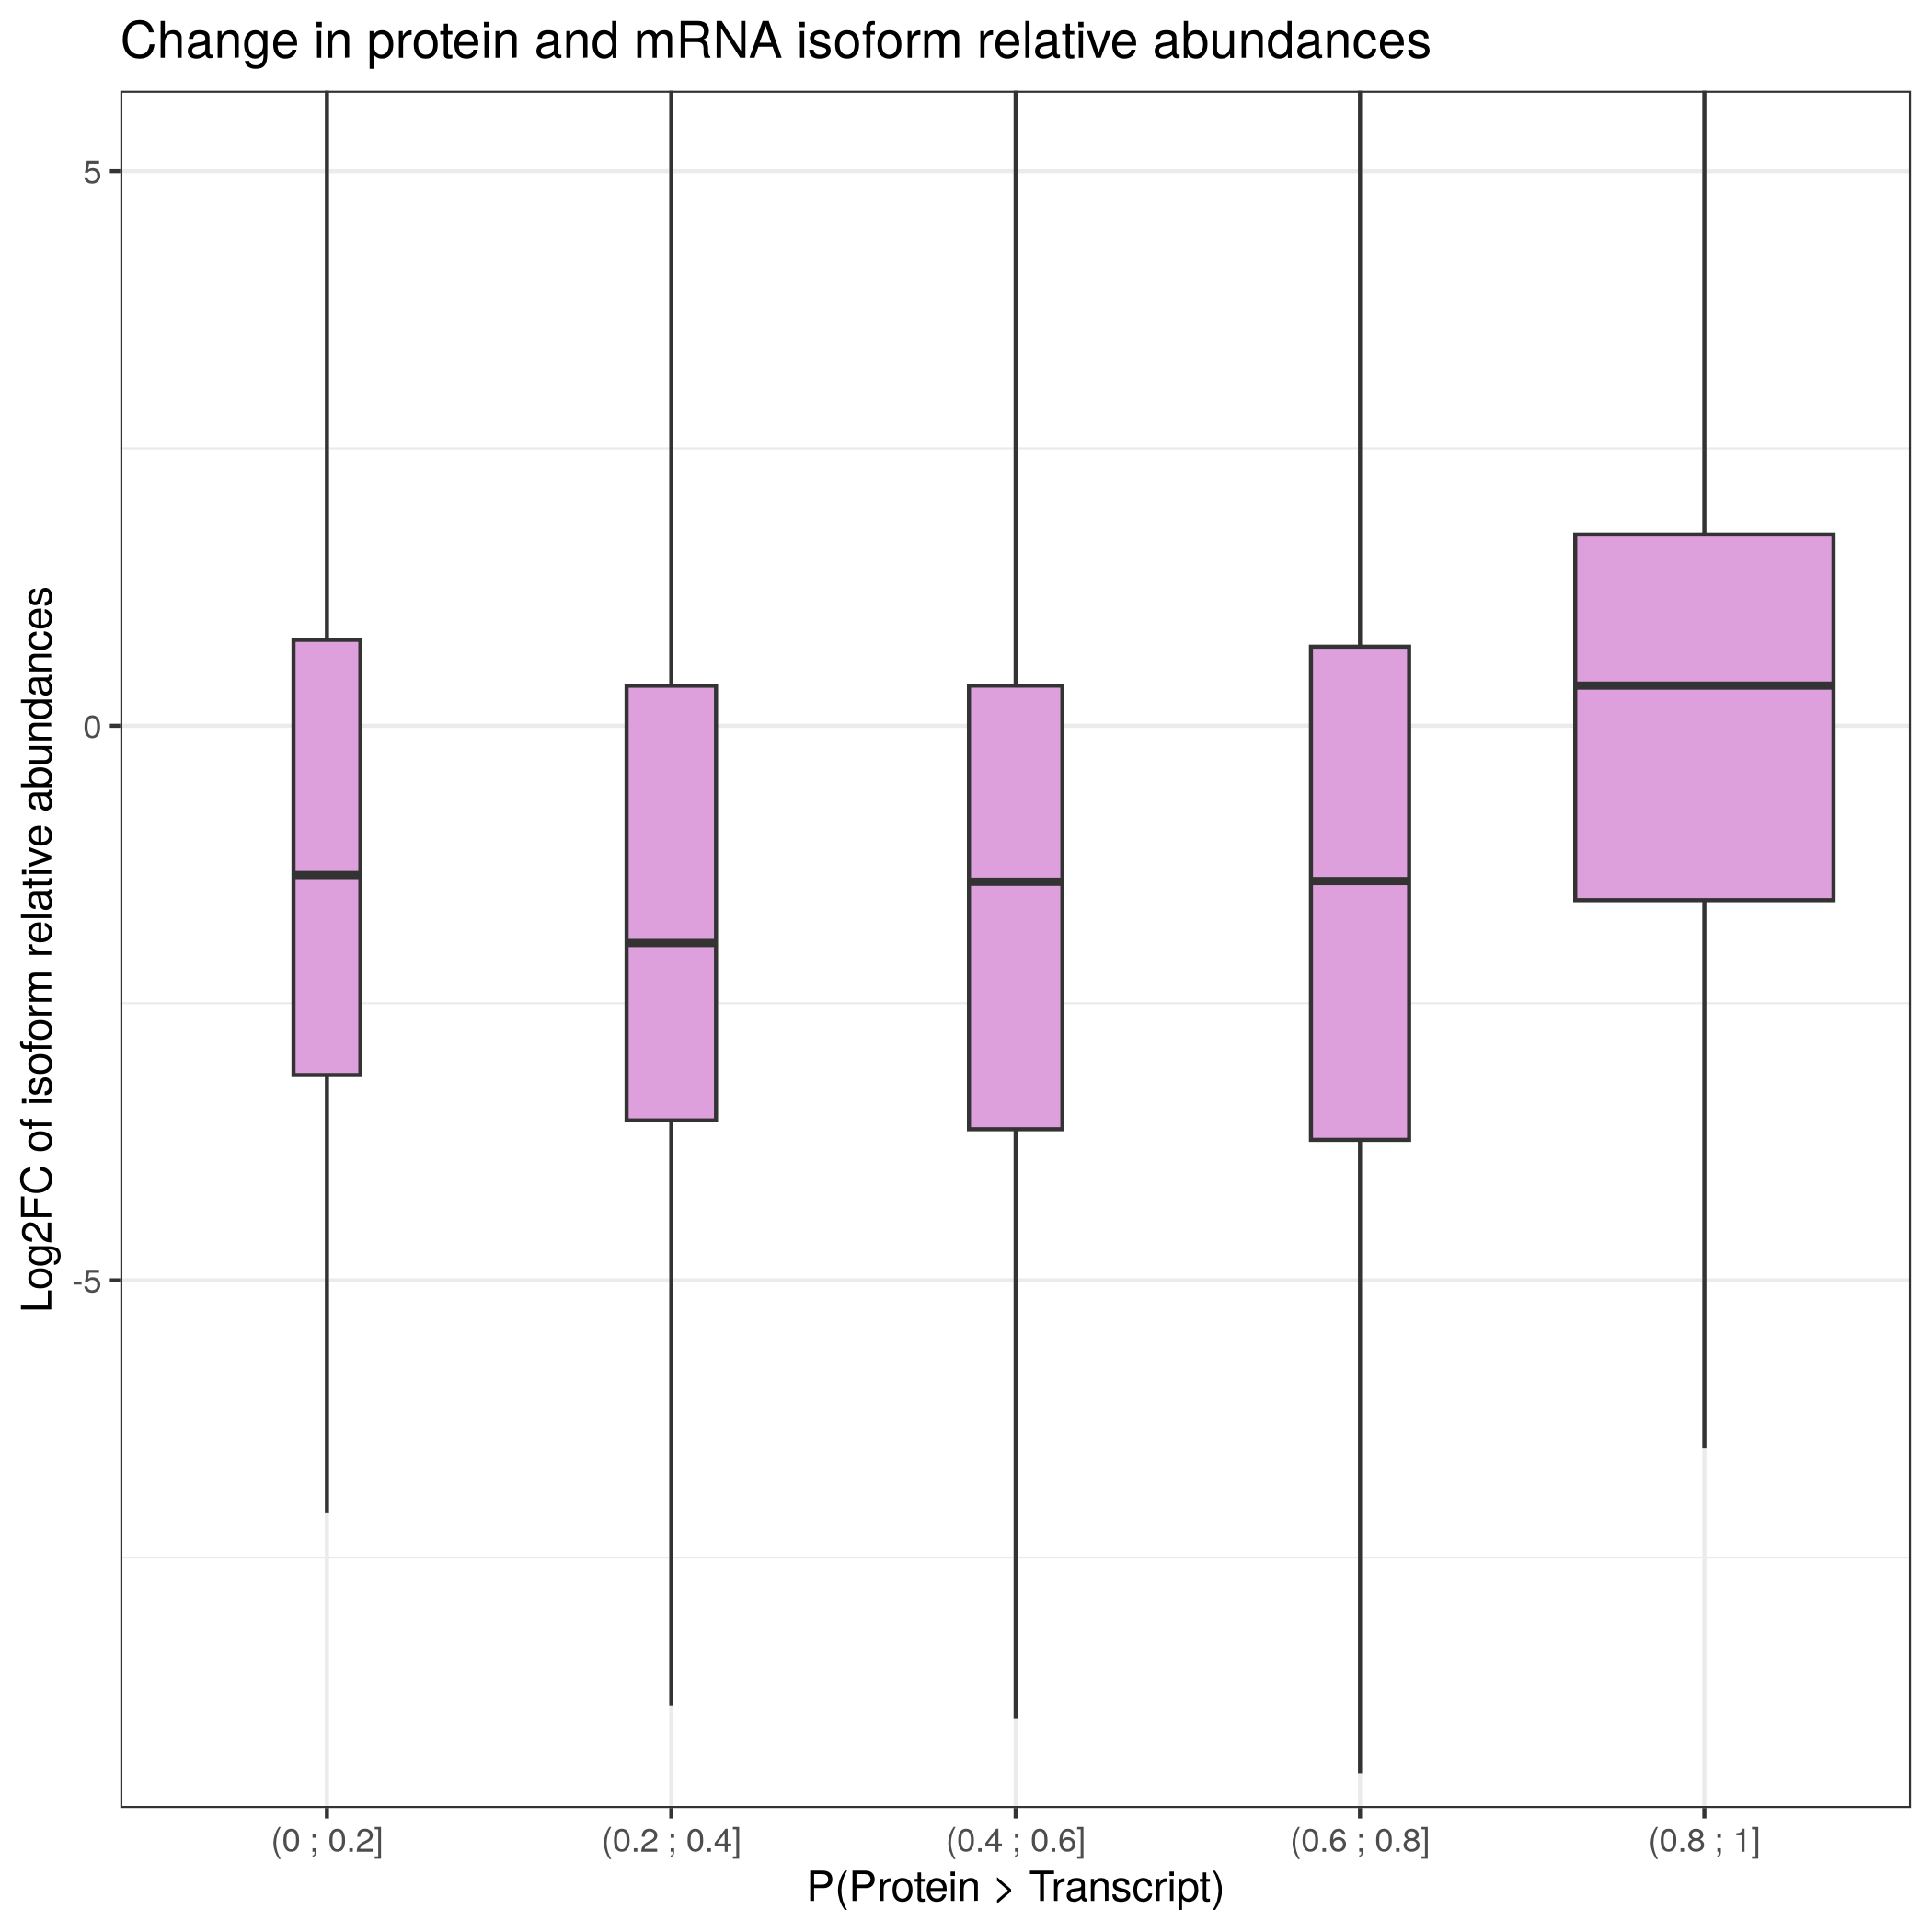 Change in protein and mRNA isoform relative abundances
Log2FC of isoform relative abundances
5
0
-5
(0 ; 0.2]
(0.2 ; 0.4]
(0.4 ; 0.6]
(0.6 ; 0.8]
(0.8 ; 1]
P(Protein > Transcript)